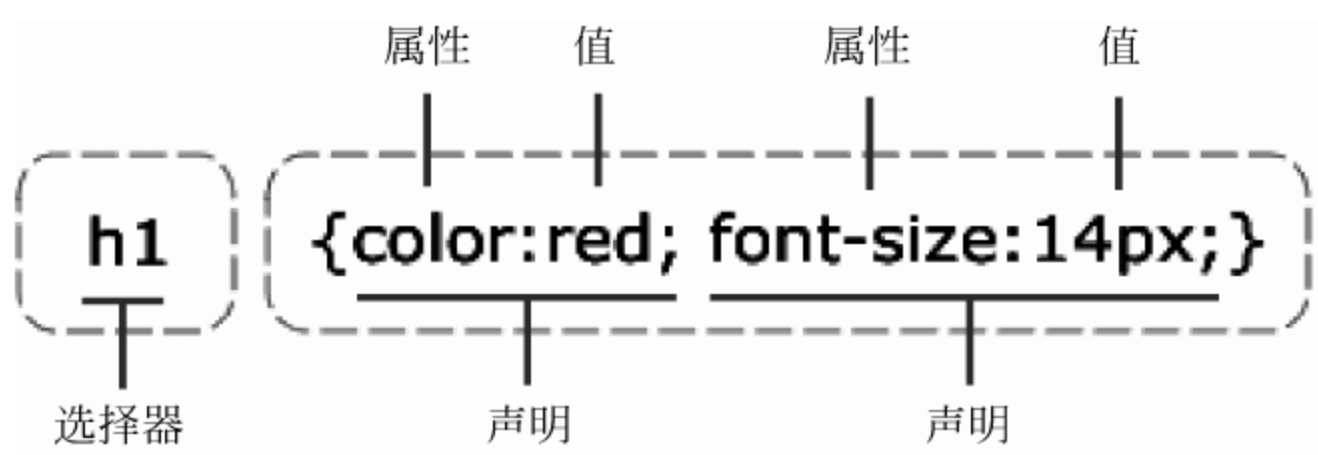 属性 值 属性 值
h1 {color:red; font-size:14px;}
选择器 声明 声明